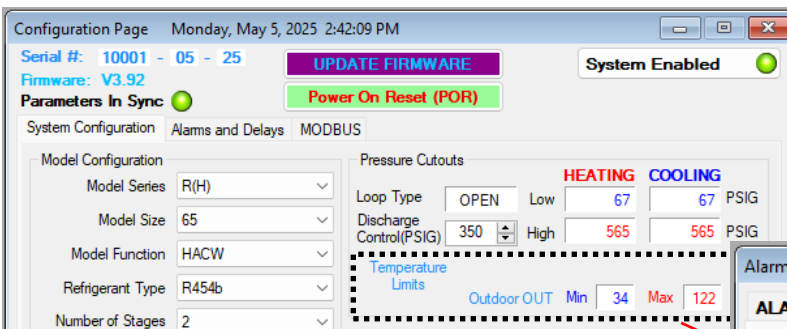 Configuration Page Monday, May 5, 2025 2:42:09 PM
Serial #: 10001 - 05 - 25 UPDATE FIRMWARE System Enabled
Firmware: V3.92
Parameters In Sync Power On Reset (POR)
System Configuration Alarms and Delays MODBUS
Model Configuration Pressure Cutouts
HEATING COOLING
Model Series R(H) Loop Type OPEN Low 67 67 PSIG
Model Size 65 Discharge Control(PSIG) 350 High 565 565 PSIG
Model Function HACW Temperature Limits Alarm
Refrigerant Type R454b Outdoor OUT Min 34 Max 122 ALA
Number of Stages 2